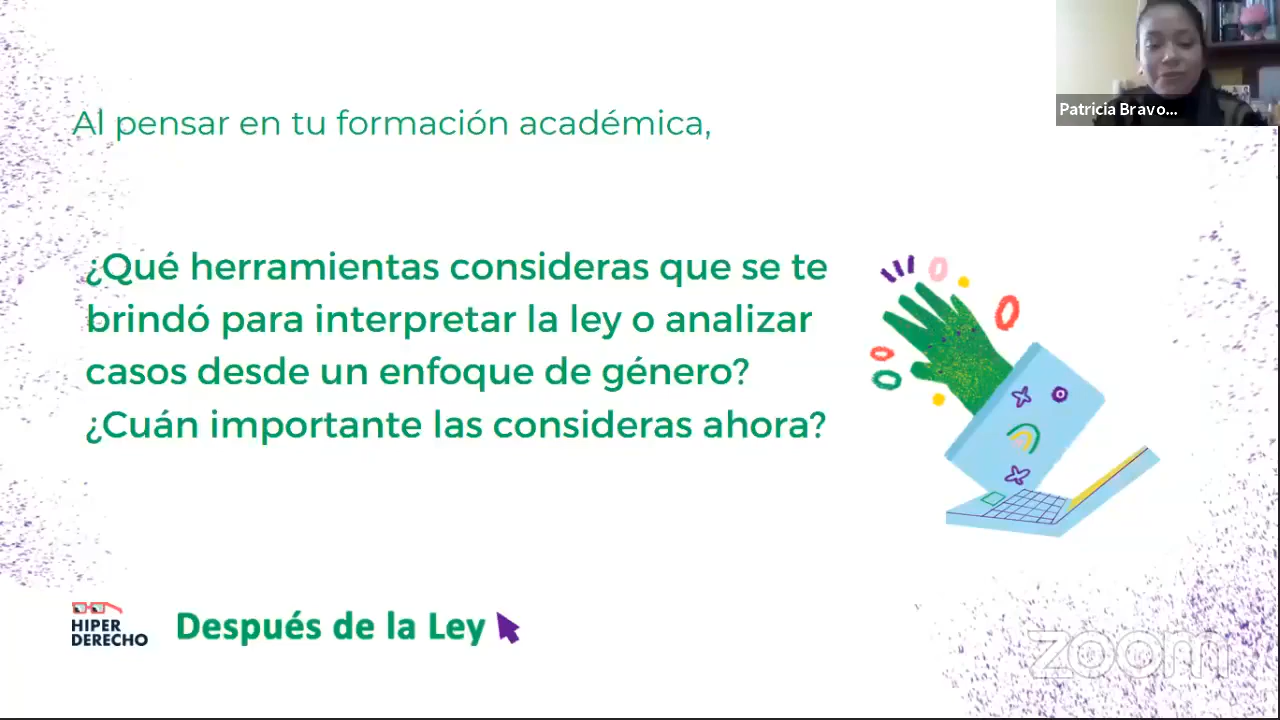 Patricia Bravo...
Al pensar en tu formación académica,
¿Qué herramientas consideras que se te
brindó para interpretar la ley o analizar
casos desde un enfoque de género?
¿Cuán importante las consideras ahora?
HIPER
DERECHO
Después de la Ley
zoom